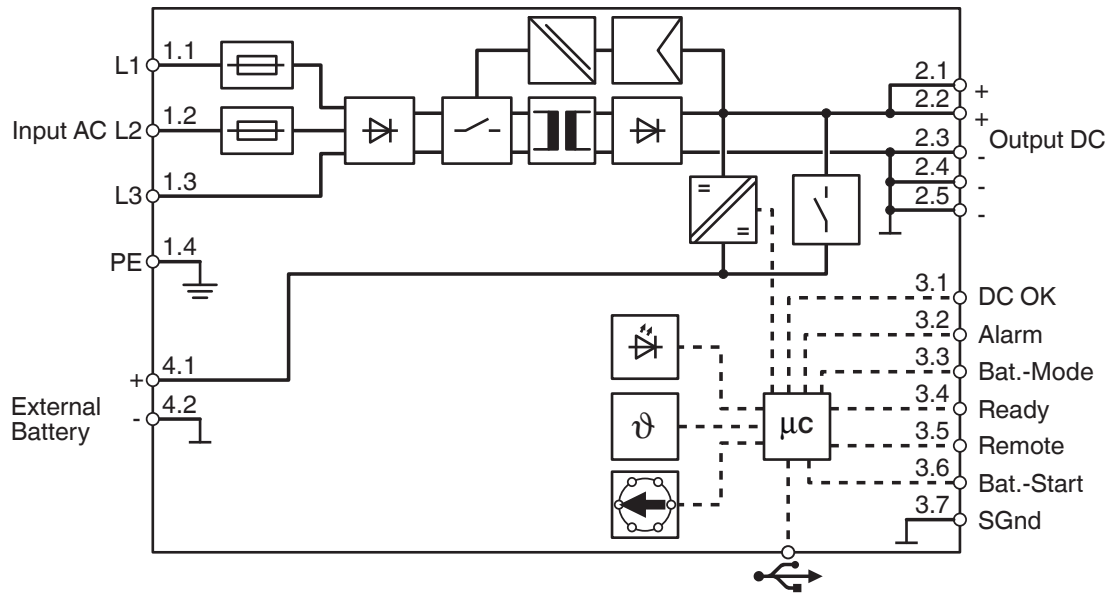 L1 1.1
Input AC L2 1.2
L3 1.3
PE 1.4
+ 4.1
External
Battery
- 4.2
= =
2.1 +
2.2 +
Output DC
2.3 -
2.4 -
2.5 -
ϑ
µc
3.1 DC OK
3.2 Alarm
3.3 Bat.-Mode
3.4 Ready
3.5 Remote
3.6 Bat.-Start
3.7 SGnd